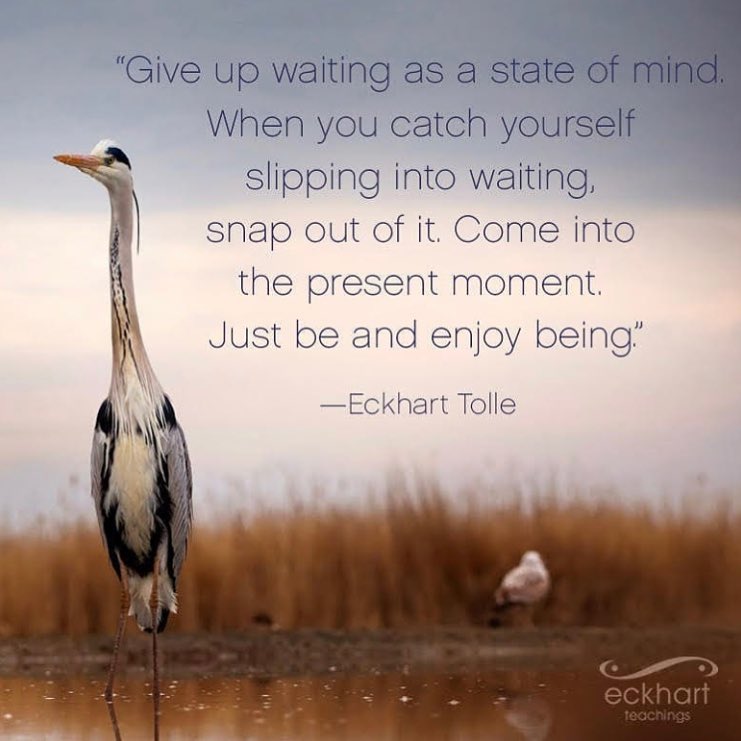 “Give up waiting as a state of mind.
When you catch yourself
slipping into waiting,
snap out of it. Come into
the present moment.
Just be and enjoy being.”
—Eckhart Tolle
eckhart
teachings